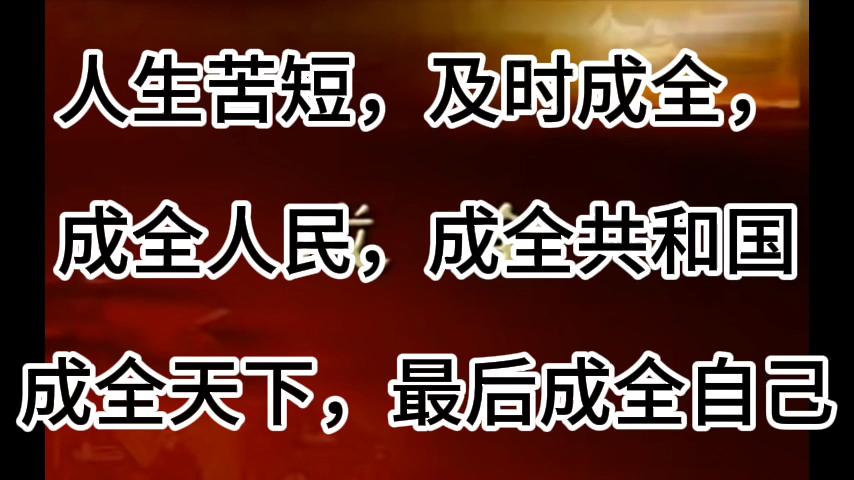 人生苦短，及时成全，
成全人民，成全共和国
成全天下，最后成全自己